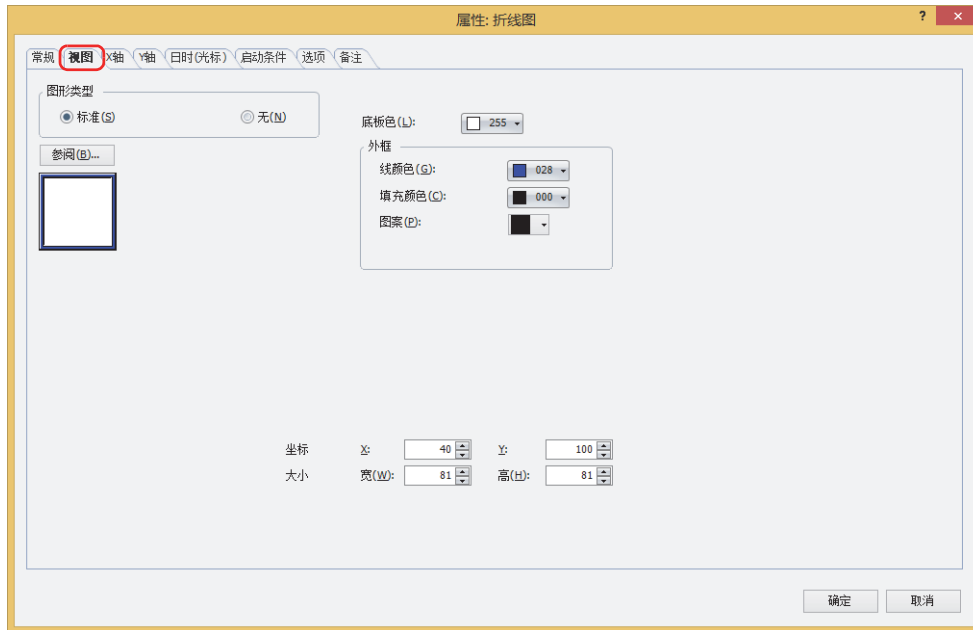 属性: 折线图
? ×
常规 视图 X轴 Y轴 日时(光标) 启动条件 选项 备注
图形类型
标准(S) 无(N)
参阅(B)...
底板色(L): 255
外框
线颜色(G): 028
填充颜色(C): 000
图案(P):
坐标 X: 40 Y: 100
大小 宽(W): 81 高(H): 81
确定 取消